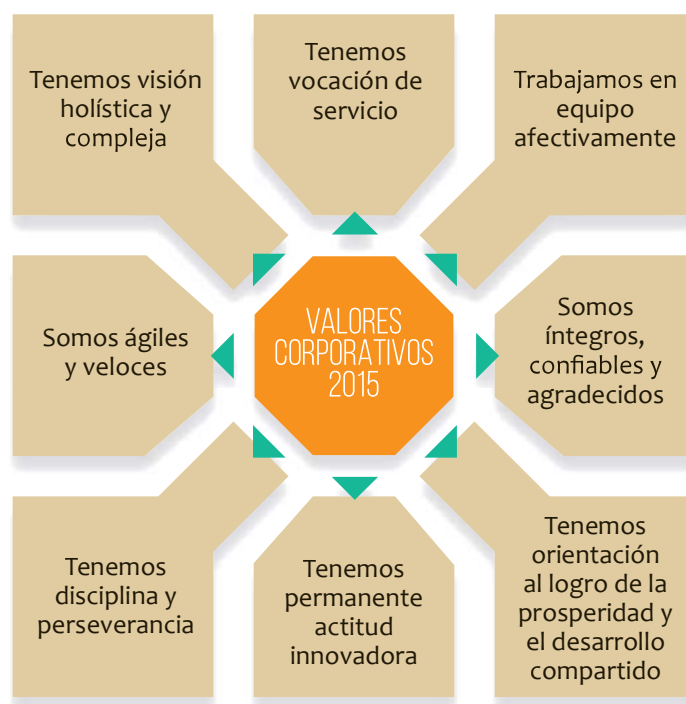 Tenemos visión
holística y
compleja
Tenemos
vocación de
servicio
Trabajamos en
equipo
afectivamente
Somos ágiles
y veloces
VALORES
CORPORATIVOS
2015
Somos
íntegros,
confiables y
agradecidos
Tenemos
disciplina y
perseverancia
Tenemos
permanente
actitud
innovadora
Tenemos
orientación
al logro de la
prosperidad y
el desarrollo
compartido